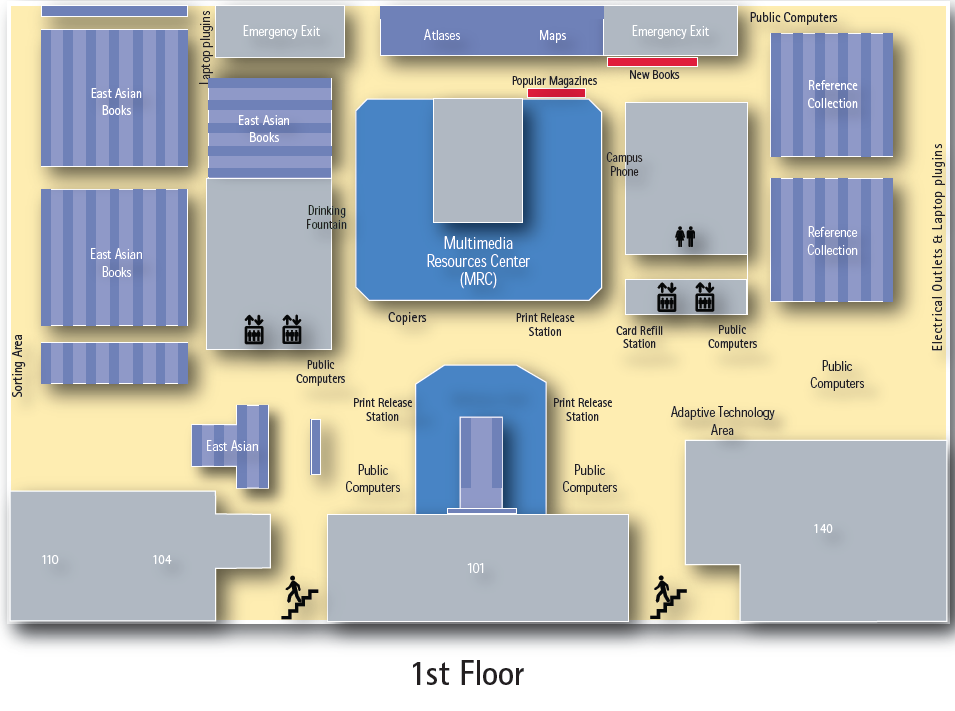 Public Computers
Laptop plugins
Emergency Exit
Atlases
Maps
Emergency Exit
New Books
Popular Magazines
East Asian
Books
East Asian
Books
Reference
Collection
Campus
Phone
Drinking
Fountain
East Asian
Books
Multimedia
Resources Center
(MRC)
Reference
Collection
Electrical Outlets & Laptop plugins
Copiers
Print Release
Station
Card Refill
Station
Public
Computers
Sorting Area
Public
Computers
Public
Computers
Print Release
Station
Print Release
Station
Adaptive Technology
Area
East Asian
Public
Computers
Public
Computers
110
104
101
140
1st Floor